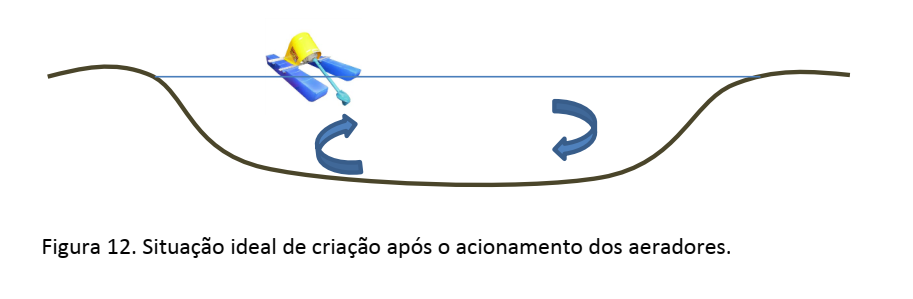 Figura 12. Situação ideal de criação após o acionamento dos aeradores.